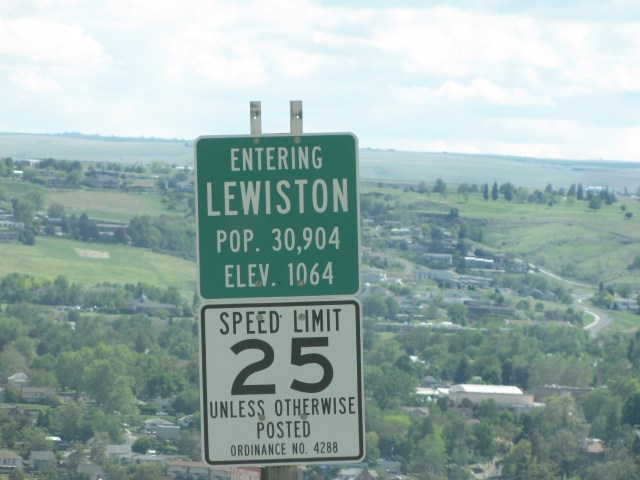 ENTERING
LEWISTON
POP. 30,904
ELEV. 1064
SPEED LIMIT
25
UNLESS OTHERWISE
POSTED
ORDINANCE NO. 4288